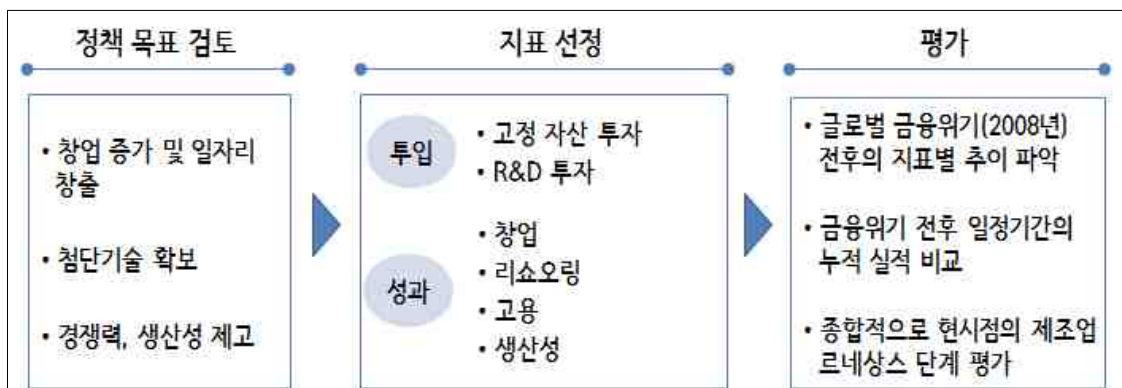 정책 목표 검토
• 창업 증가 및 일자리
창출
• 첨단기술 확보
• 경쟁력, 생산성 제고
지표 선정
투입
• 고정 자산 투자
• R&D 투자
성과
• 창업
• 리쇼오링
• 고용
• 생산성
평가
• 글로벌 금융위기(2008년)
전후의 지표별 추이 파악
• 금융위기 전후 일정기간의
누적 실적 비교
• 종합적으로 현시점의 제조업
르네상스 단계 평가